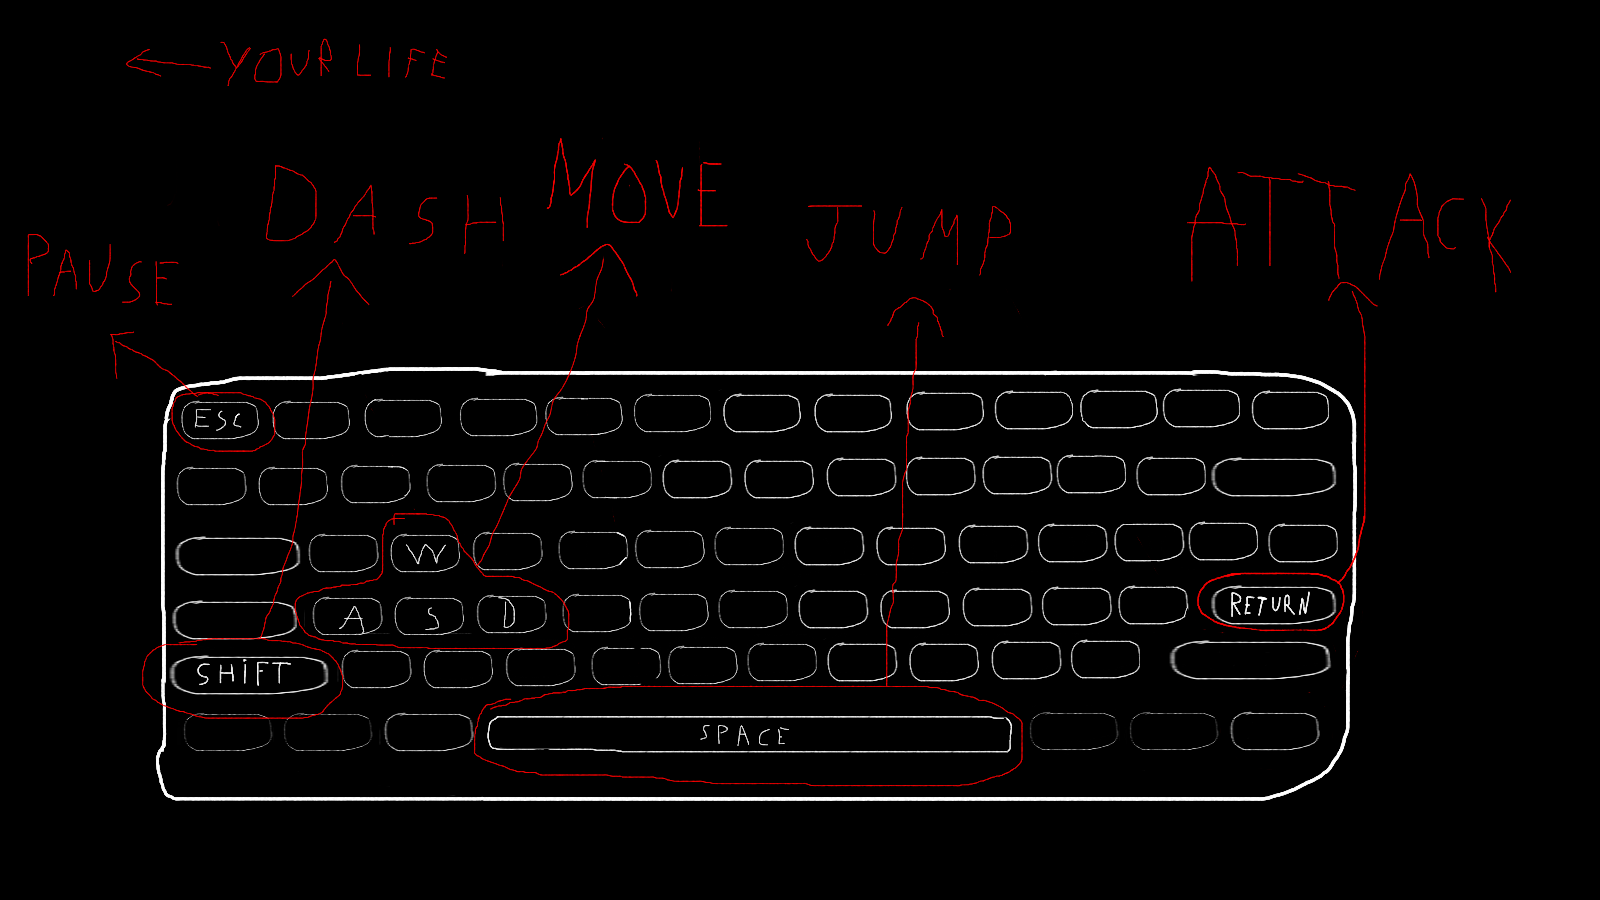 YOUR LIFE
DASH MOVE JUMP ATTACK
PAUSE
ESC
W
A S D
RETURN
SHIFT
SPACE